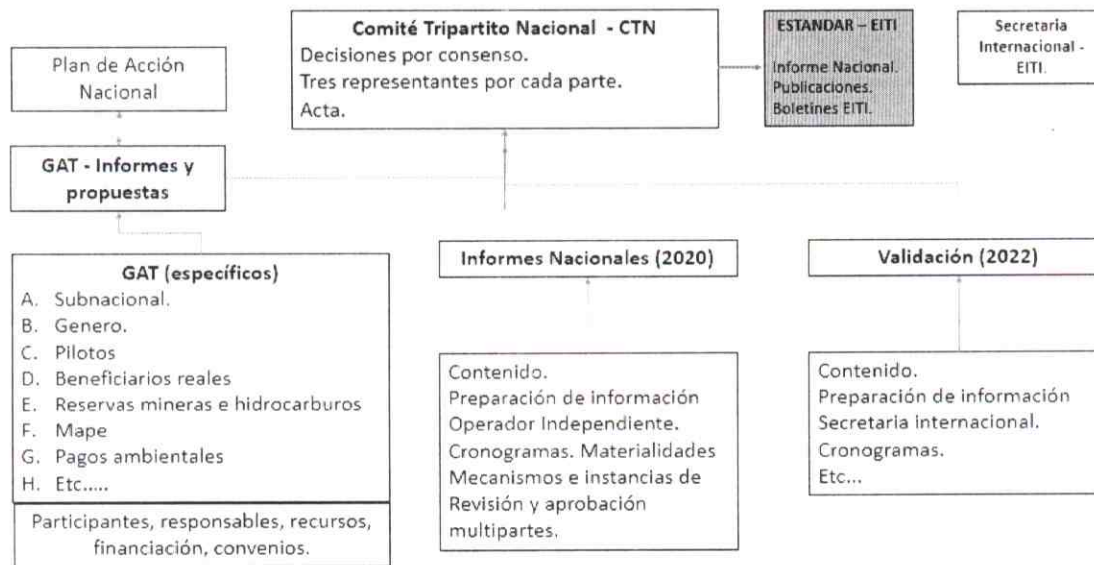 Comité Tripartito Nacional - CTN
Decisiones por consenso.
Tres representantes por cada parte.
Acta.
ESTANDAR – EITI
Informe Nacional.
Publicaciones.
Boletines EITI.
Secretaria
Internacional -
EITI.
Plan de Acción
Nacional
GAT - Informes y
propuestas
GAT (específicos)
A. Subnacional.
B. Genero.
C. Pilotos
D. Beneficiarios reales
E. Reservas mineras e hidrocarburos
F. Mape
G. Pagos ambientales
H. Etc.....
Participantes, responsables, recursos,
financiación, convenios.
Informes Nacionales (2020)
Contenido.
Preparación de información
Operador Independiente.
Cronogramas. Materialidades
Mecanismos e instancias de
Revisión y aprobación
multipartes.
Validación (2022)
Contenido.
Preparación de información
Secretaria internacional.
Cronogramas.
Etc...